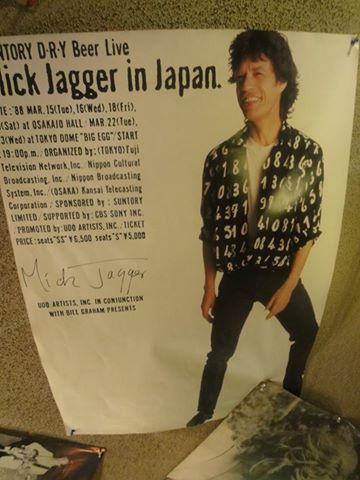 TORY D·R·Y Beer Live
Mick Jagger in Japan.
TE:'88 MAR.15(Tue),16(Wed),18(Fri),
(Sat) at OSAKAJO HALL/MAR.22(Tue),
3(Wed) at TOKYO DOME "BIG EGG"/START
19:00p.m./ORGANIZED by:(TOKYO)Fuji
Television Network,Inc. Nippon Cultural
Broadcasting, Inc./Nippon Broadcasting
System,Inc./(OSAKA) Kansai Telecasting
Corporation/SPONSORED by : SUNTORY
LIMITED/SUPPORTED by: CBS SONY INC.
/PROMOTED by: UDO ARTISTS, INC./TICKET
PRICE:seats"SS"¥6,500 seats"S"¥5,000
Mick Jagger
UDO ARTISTS, INC. IN CONJUNCTION
WITH BILL GRAHAM PRESENTS